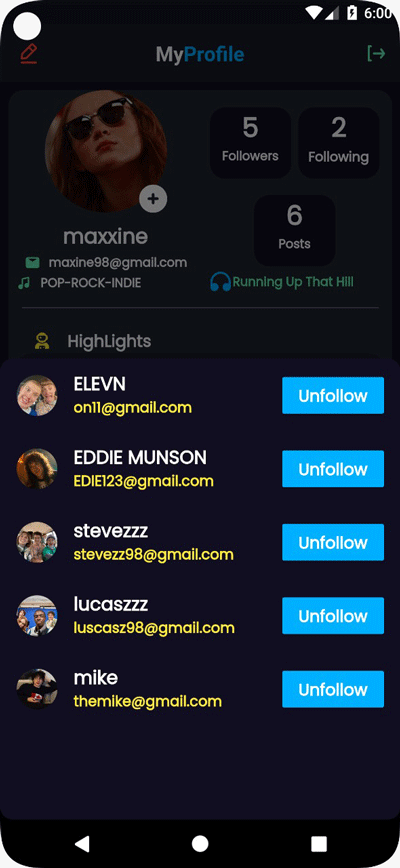 6:00
MyProfile
5
Followers
2
Following
6
Posts
maxxine
maxine98@gmail.com
POP-ROCK-INDIE
Running Up That Hill
HighLights
ELEVN
on11@gmail.com
Unfollow
EDDIE MUNSON
EDIE123@gmail.com
Unfollow
stevezzz
stevezz98@gmail.com
Unfollow
lucaszzz
luscasz98@gmail.com
Unfollow
mike
themike@gmail.com
Unfollow